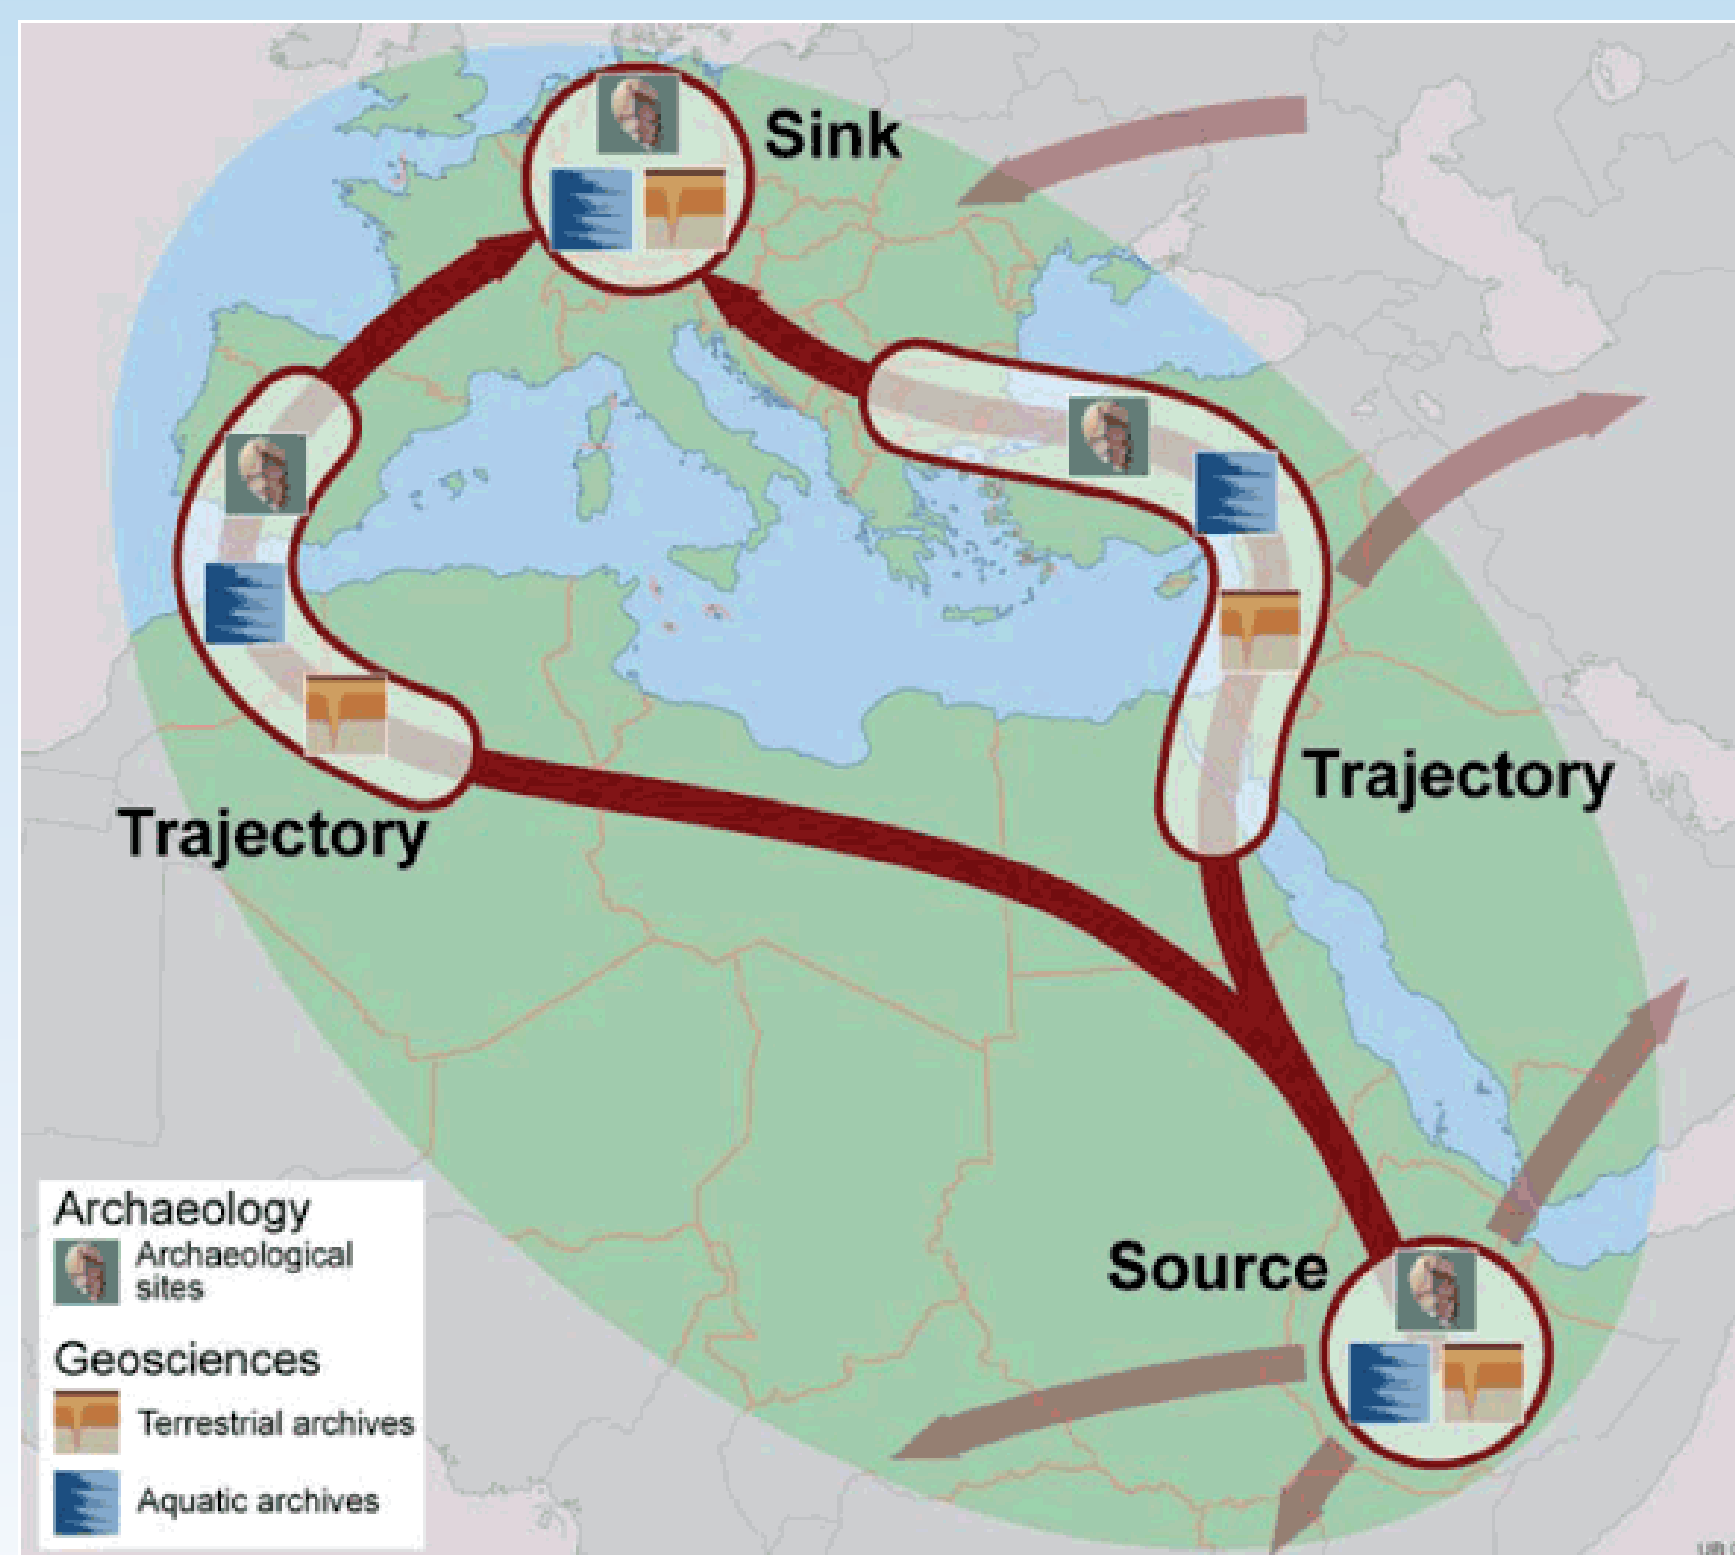 Sink
Trajectory
Trajectory
Source
Archaeology
Archaeological
sites
Geosciences
Terrestrial archives
Aquatic archives